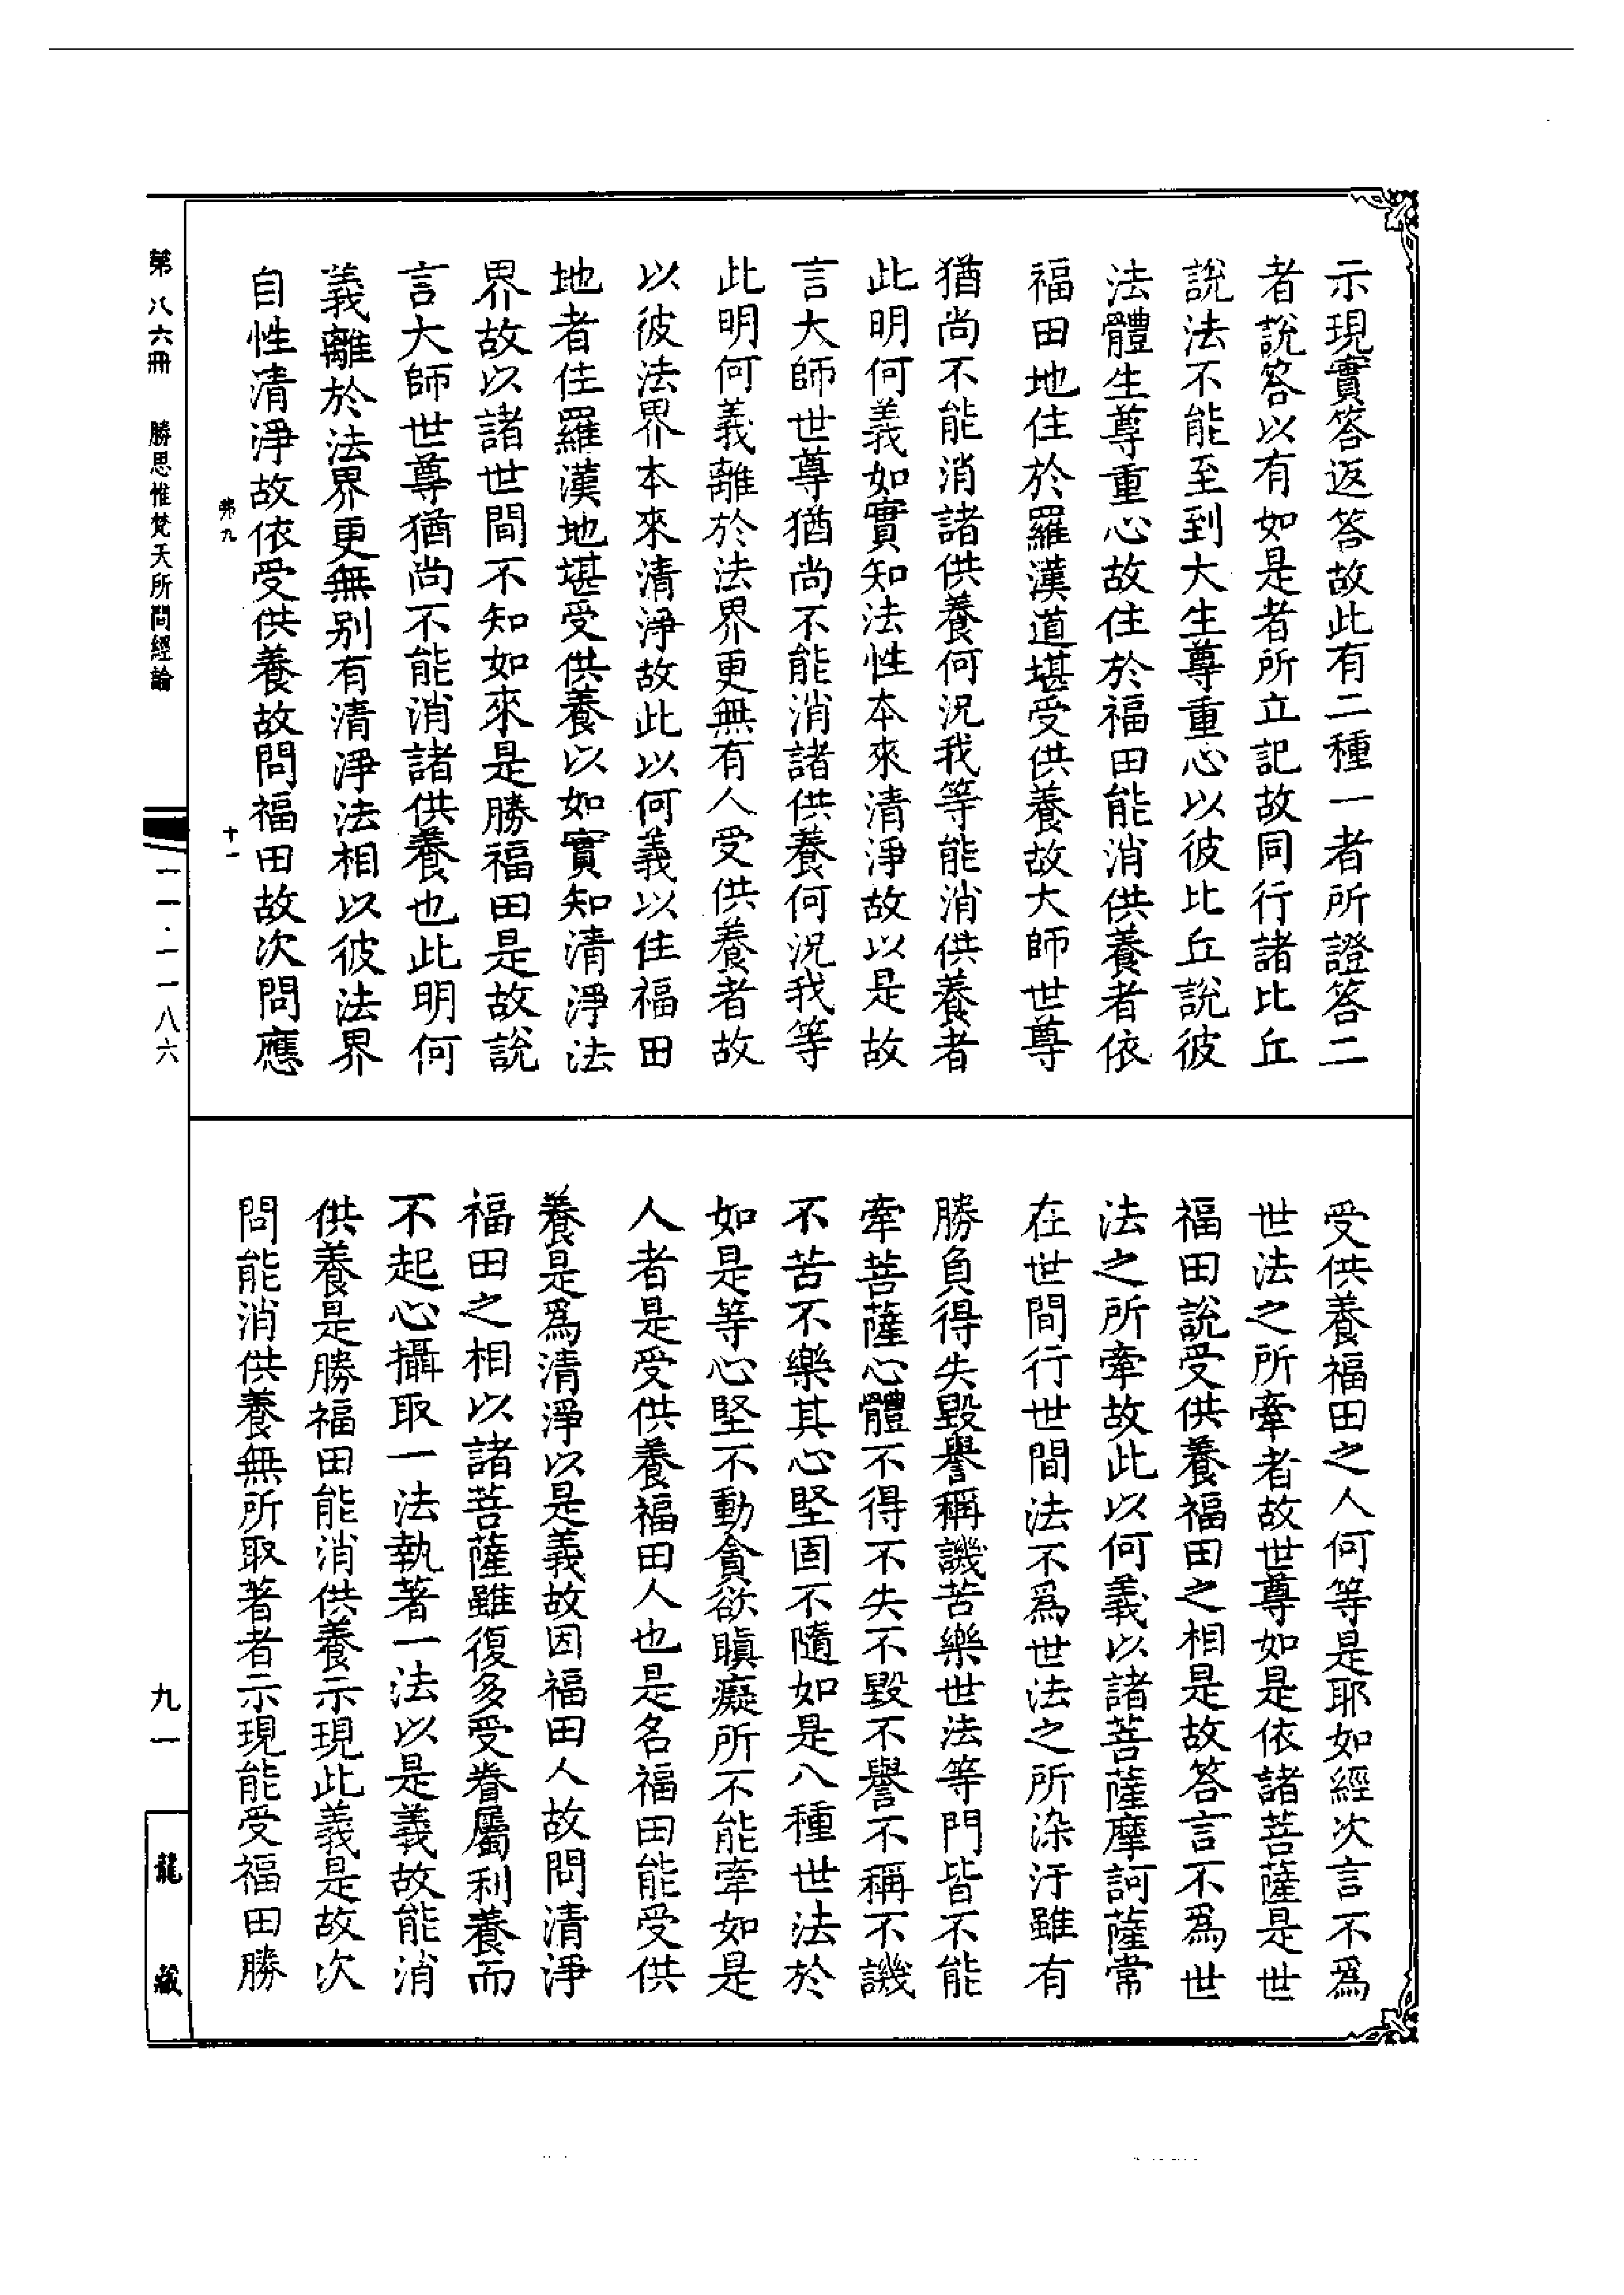 示現實答返答故此有二種一者所證答二
者說答以有如是者所立記故同行諸比丘
說法不能至到大生尊重心以彼比丘說彼
法體生尊重心故住於福田能消供養者依
福田地住於羅漢道堪受供養故大師世尊
猶尚不能消諸供養何況我等能消供養者
此明何義如實知法性本來清淨故以是故
言大師世尊猶尚不能消諸供養何況我等
此明何義離於法界更無有人受供養者故
以彼法界本來清淨故此以何義以住福田
地者住羅漢地堪受供養以如實知清淨法
界故以諸世間不知如來是勝福田是故說
言大師世尊猶尚不能消諸供養也此明何
義離於法界更無別有清淨法相以彼法界
自性清淨故依受供養故問福田故次問應
受供養福田之人何等是耶如經次言不為
世法之所牽者故世尊如是依諸菩薩是世
福田說受供養福田之相是故答言不為世
法之所牽故此以何義以諸菩薩摩訶薩常
在世間行世間法不為世法之所染汙雖有
勝負得失毀譽稱譏苦樂世法等門皆不能
牽菩薩心體不得不失不毀不譽不稱不譏
不苦不樂其心堅固不隨如是八種世法於
如是等心堅不動貪欲瞋癡所不能牽如是
人者是受供養福田人也是名福田能受供
養是為清淨以是義故因福田人故問清淨
福田之相以諸菩薩雖復多受眷屬利養而
不起心攝取一法執著一法以是義故能消
供養是勝福田能消供養示現此義是故次
問能消供養無所取著者示現能受福田勝
第八六冊 勝思惟梵天所問經論
弗九
十一
一一·一一八六
九一
龍藏